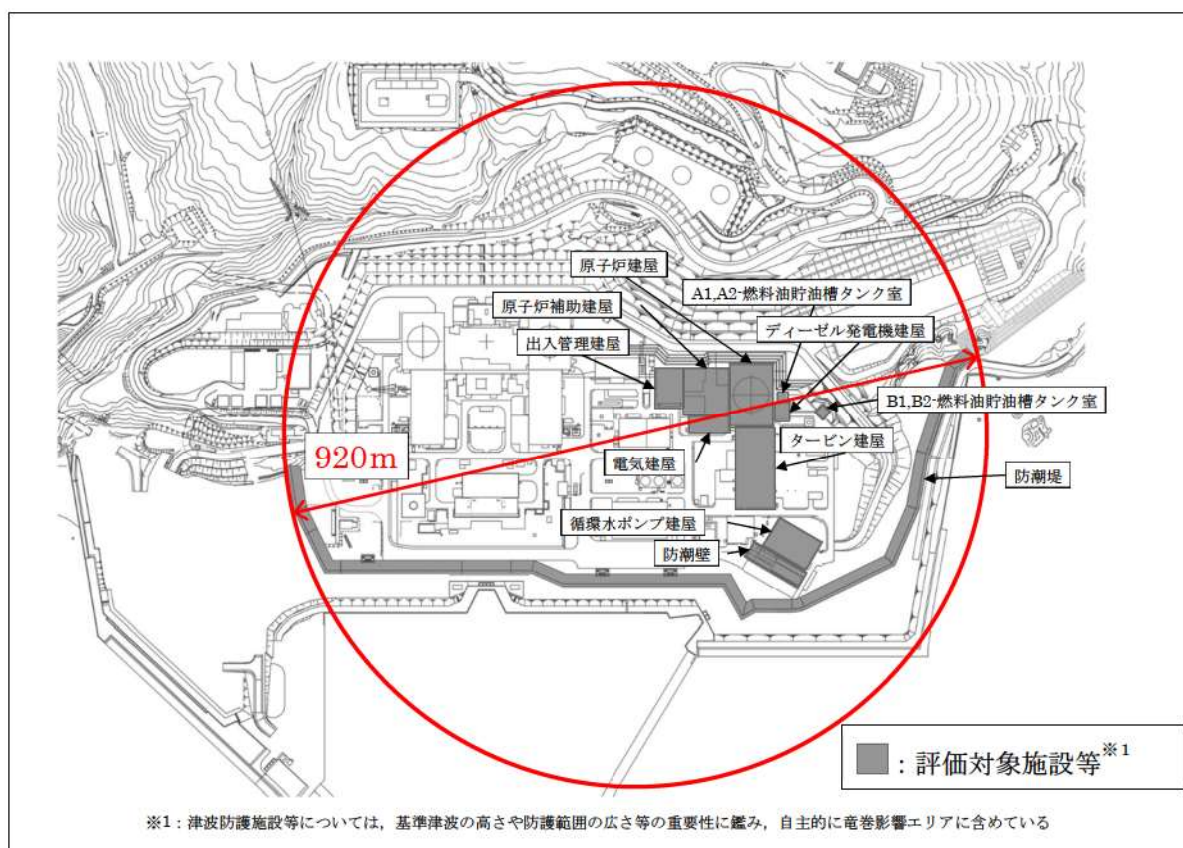 原子炉建屋
A1,A2-燃料油貯油槽タンク室
原子炉補助建屋
ディーゼル発電機建屋
出入管理建屋
B1,B2-燃料油貯油槽タンク室
920m
電気建屋
タービン建屋
防潮堤
循環水ポンプ建屋
防潮壁
：評価対象施設等※1
※1：津波防護施設等については，基準津波の高さや防護範囲の広さ等の重要性に鑑み，自主的に竜巻影響エリアに含めている